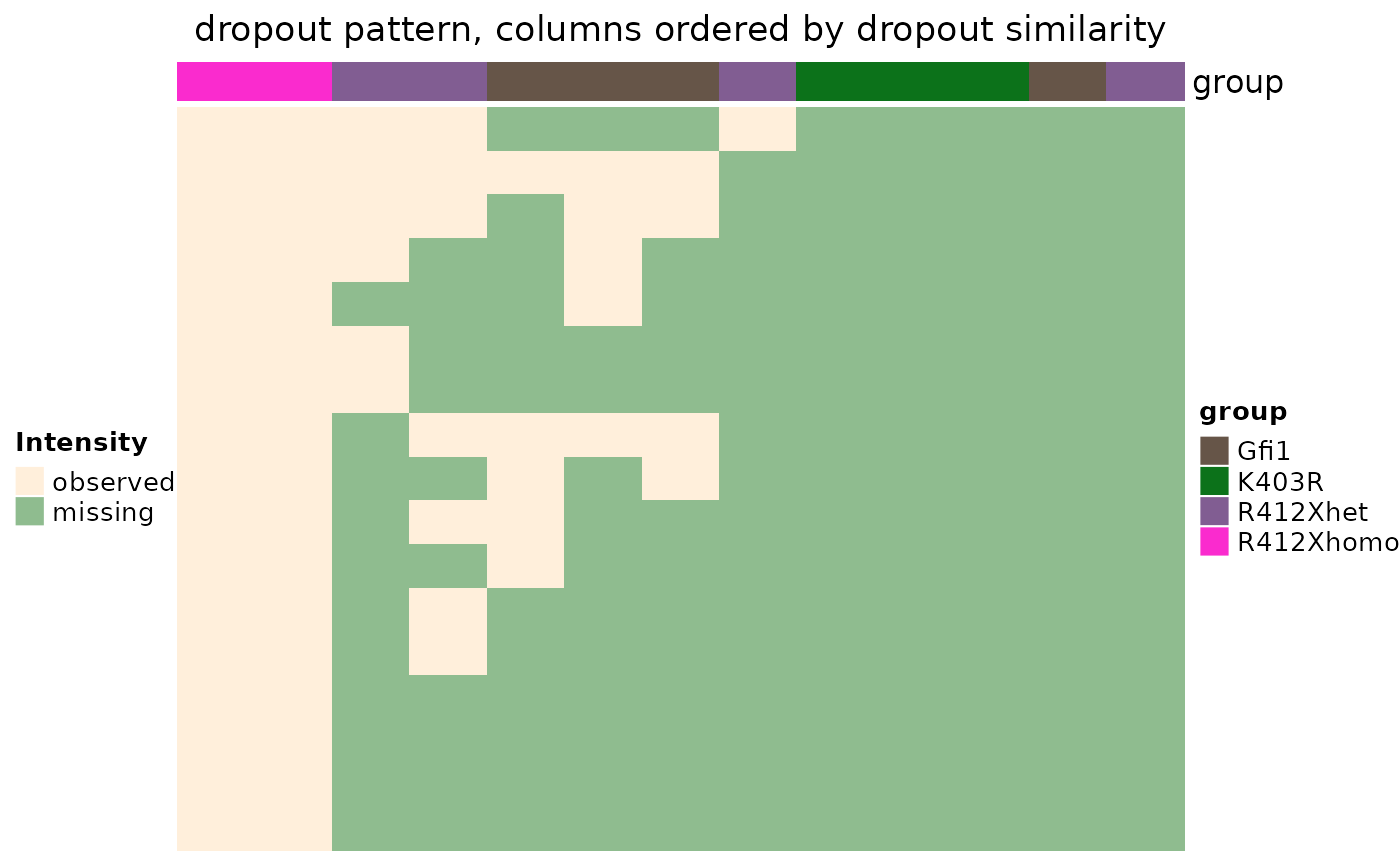 dropout pattern, columns ordered by dropout similarity
group
Intensity
observed
missing
group
Gfi1
K403R
R412Xhet
R412Xhomo